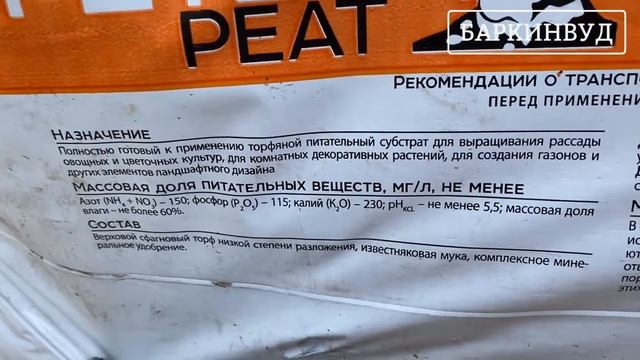 PEAT
БАРКИНВУД
РЕКОМЕНДАЦИИ О ТРАНСПО
ПЕРЕД ПРИМЕНЕНИ
НАЗНАЧЕНИЕ
Полностью готовый к применению торфяной питательный субстрат для выращивания рассады
овощных и цветочных культур, для комнатных декоративных растений, для создания газонов и
других элементов ландшафтного дизайна
МАССОВАЯ ДОЛЯ ПИТАТЕЛЬНЫХ ВЕЩЕСТВ, МГ/Л, НЕ МЕНЕЕ
Азот (NH₄ + NO₃) – 150; фосфор (P₂O₅) – 115; калий (K₂O) – 230; pHKCL – не менее 5,5; массовая доля
влаги – не более 60%.
СОСТАВ
Верховой сфагновый торф низкой степени разложения, известняковая мука, комплексное мине-
ральное удобрение.